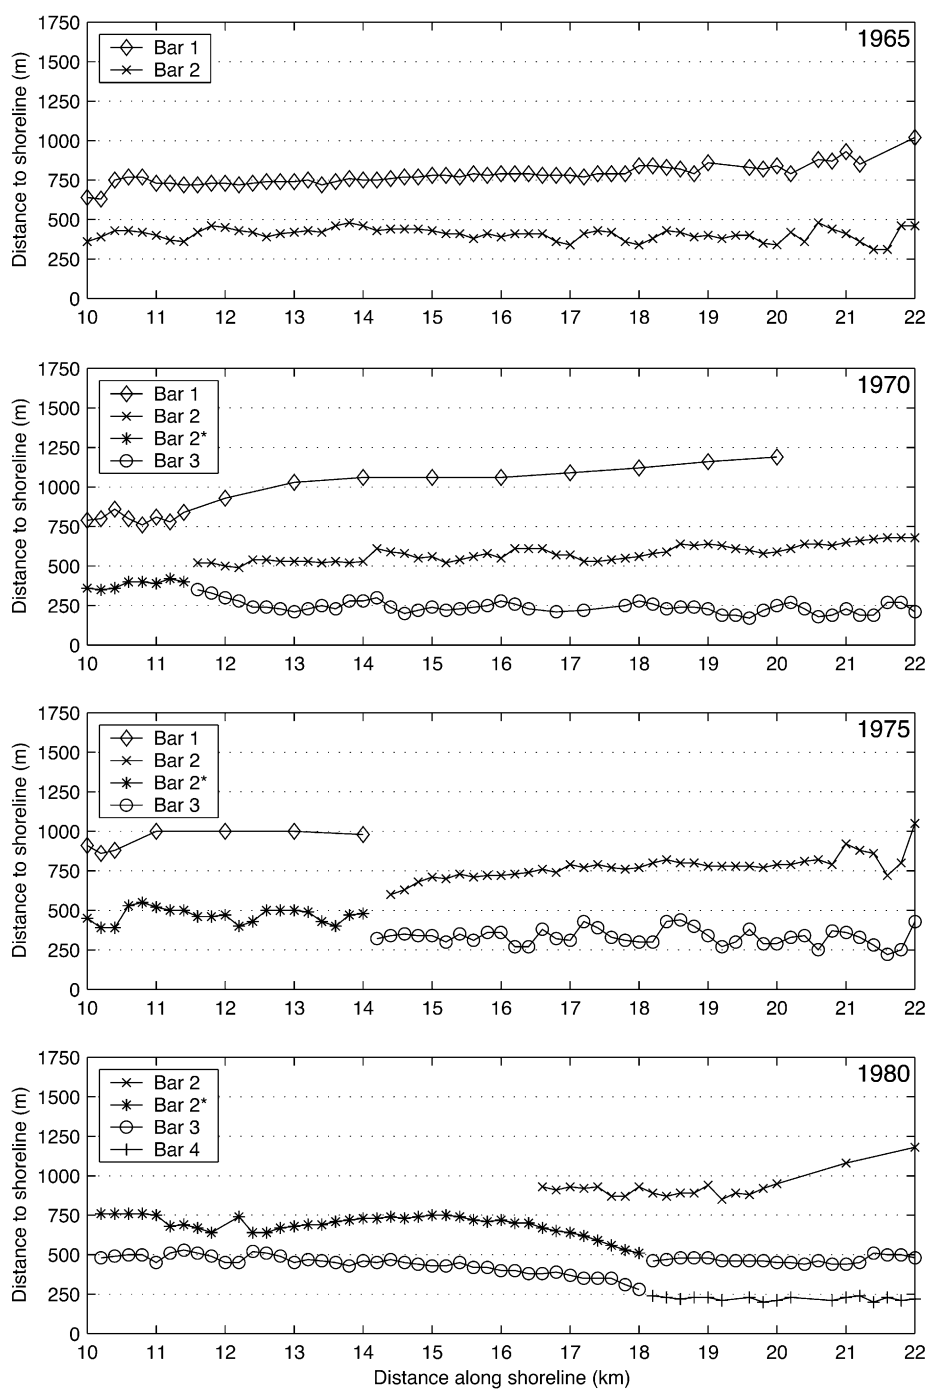 1965
Bar 1
Bar 2
1750
1500
1250
1000
750
500
250
0
Distance to shoreline (m)
10 11 12 13 14 15 16 17 18 19 20 21 22
1970
Bar 1
Bar 2
Bar 2*
Bar 3
1750
1500
1250
1000
750
500
250
0
Distance to shoreline (m)
10 11 12 13 14 15 16 17 18 19 20 21 22
1975
Bar 1
Bar 2
Bar 2*
Bar 3
1750
1500
1250
1000
750
500
250
0
Distance to shoreline (m)
10 11 12 13 14 15 16 17 18 19 20 21 22
1980
Bar 2
Bar 2*
Bar 3
Bar 4
1750
1500
1250
1000
750
500
250
0
Distance to shoreline (m)
10 11 12 13 14 15 16 17 18 19 20 21 22
Distance along shoreline (km)